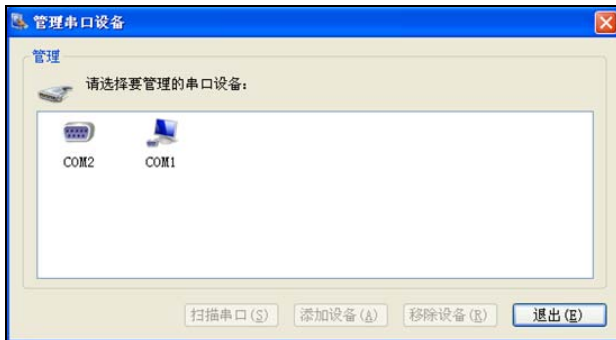 管理串口设备
管理
请选择要管理的串口设备:
COM2 COM1
扫描串口(S) 添加设备(A) 移除设备(R) 退出(E)